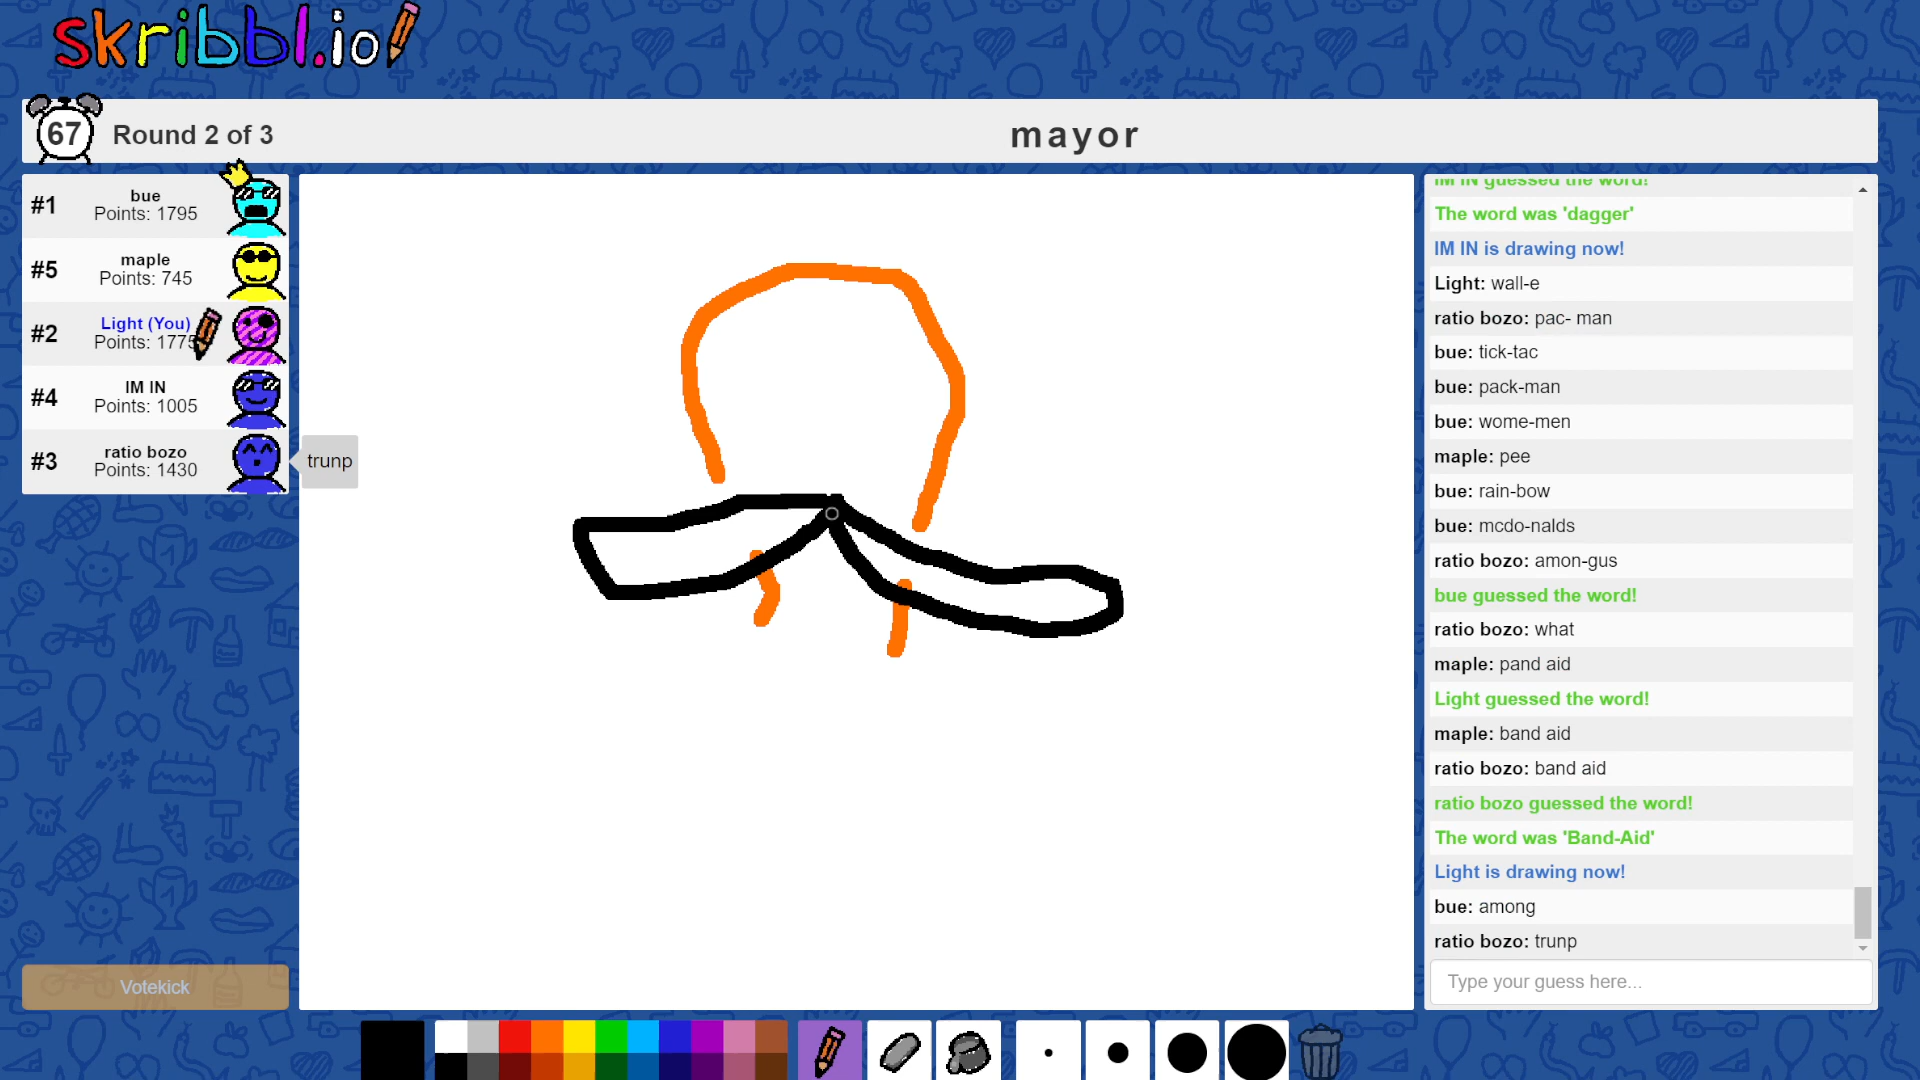 skribbl.io
67
Round 2 of 3
mayor
#1
bue
Points: 1795
#5
maple
Points: 745
#2
Light (You)
Points: 1775
#4
IM IN
Points: 1005
#3
ratio bozo
Points: 1430
trunp
Votekick
IM IN guessed the word!
The word was 'dagger'
IM IN is drawing now!
Light: wall-e
ratio bozo: pac- man
bue: tick-tac
bue: pack-man
bue: wome-men
maple: pee
bue: rain-bow
bue: mcdo-nalds
ratio bozo: amon-gus
bue guessed the word!
ratio bozo: what
maple: pand aid
Light guessed the word!
maple: band aid
ratio bozo: band aid
ratio bozo guessed the word!
The word was 'Band-Aid'
Light is drawing now!
bue: among
ratio bozo: trunp
Type your guess here...